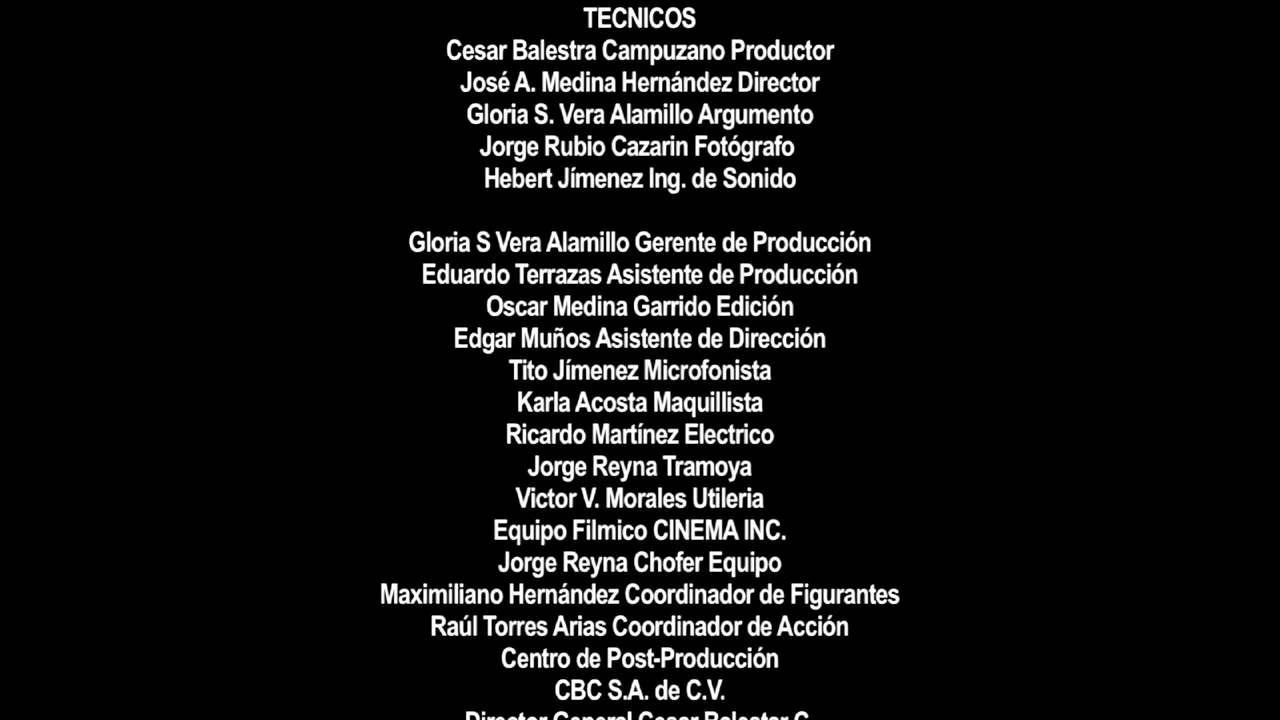 TECNICOS
Cesar Balestra Campuzano Productor
José A. Medina Hernández Director
Gloria S. Vera Alamillo Argumento
Jorge Rubio Cazarin Fotógrafo
Hebert Jímenez Ing. de Sonido
Gloria S Vera Alamillo Gerente de Producción
Eduardo Terrazas Asistente de Producción
Oscar Medina Garrido Edición
Edgar Muños Asistente de Dirección
Tito Jímenez Microfonista
Karla Acosta Maquillista
Ricardo Martínez Electrico
Jorge Reyna Tramoya
Victor V. Morales Utileria
Equipo Filmico CINEMA INC.
Jorge Reyna Chofer Equipo
Maximiliano Hernández Coordinador de Figurantes
Raúl Torres Arias Coordinador de Acción
Centro de Post-Producción
CBC S.A. de C.V.
Director General Cesar